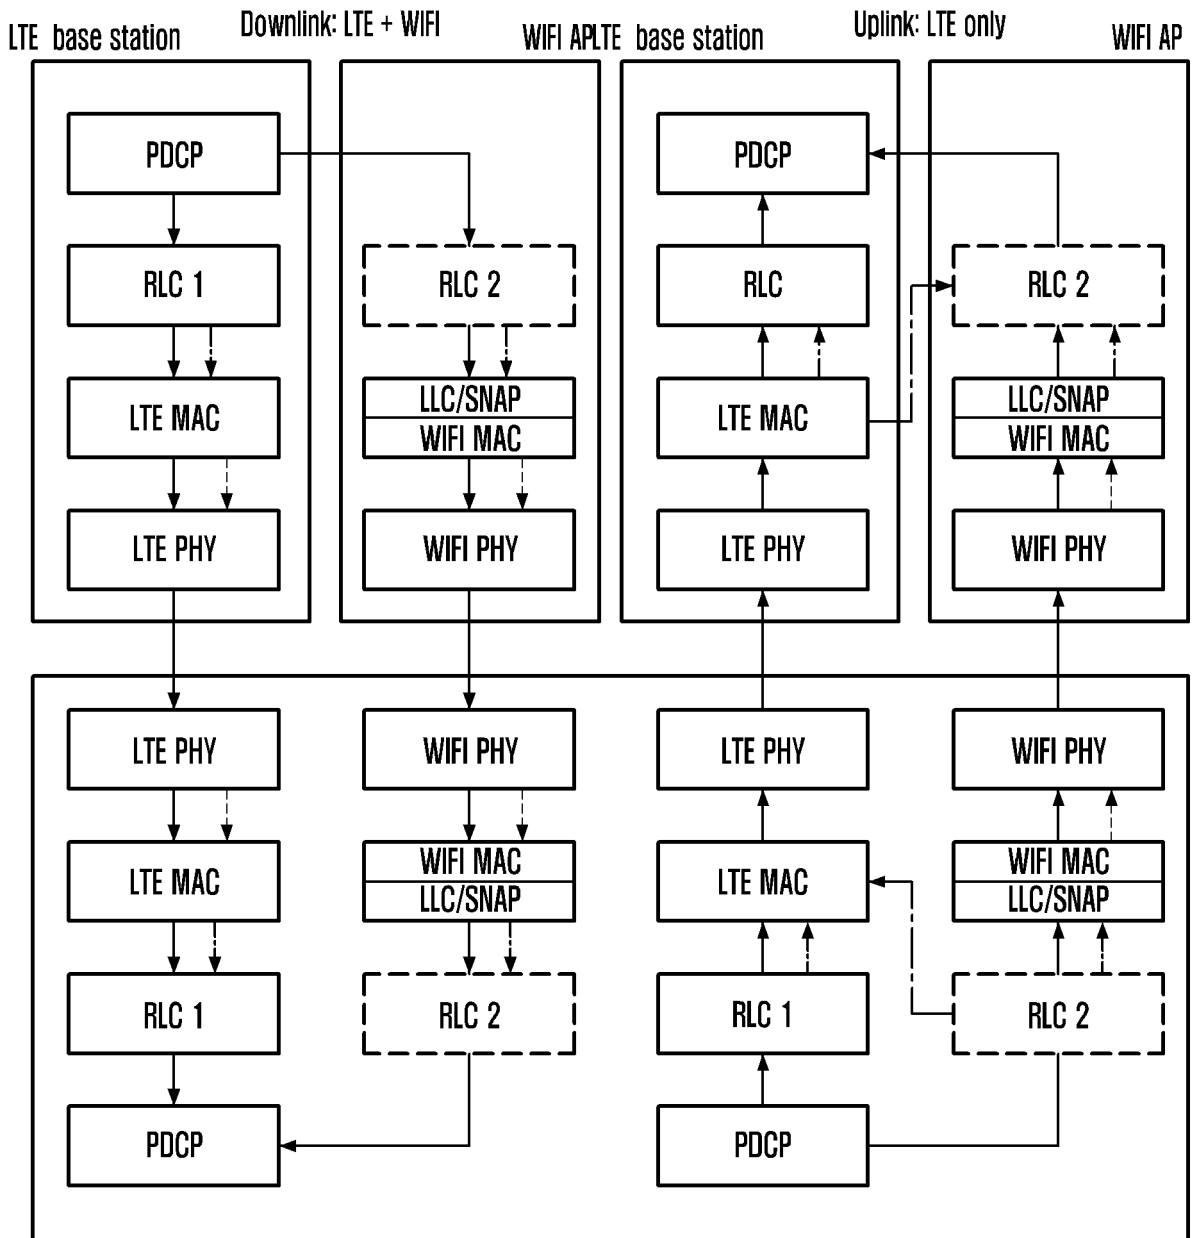 Downlink: LTE + WIFI
Uplink: LTE only
LTE base station
WIFI AP
LTE base station
WIFI AP
PDCP
PDCP
RLC 1
RLC 2
RLC
RLC 2
LTE MAC
LLC/SNAP
WIFI MAC
LTE MAC
LLC/SNAP
WIFI MAC
LTE PHY
WIFI PHY
LTE PHY
WIFI PHY
LTE PHY
WIFI PHY
LTE PHY
WIFI PHY
LTE MAC
WIFI MAC
LLC/SNAP
LTE MAC
WIFI MAC
LLC/SNAP
RLC 1
RLC 2
RLC 1
RLC 2
PDCP
PDCP